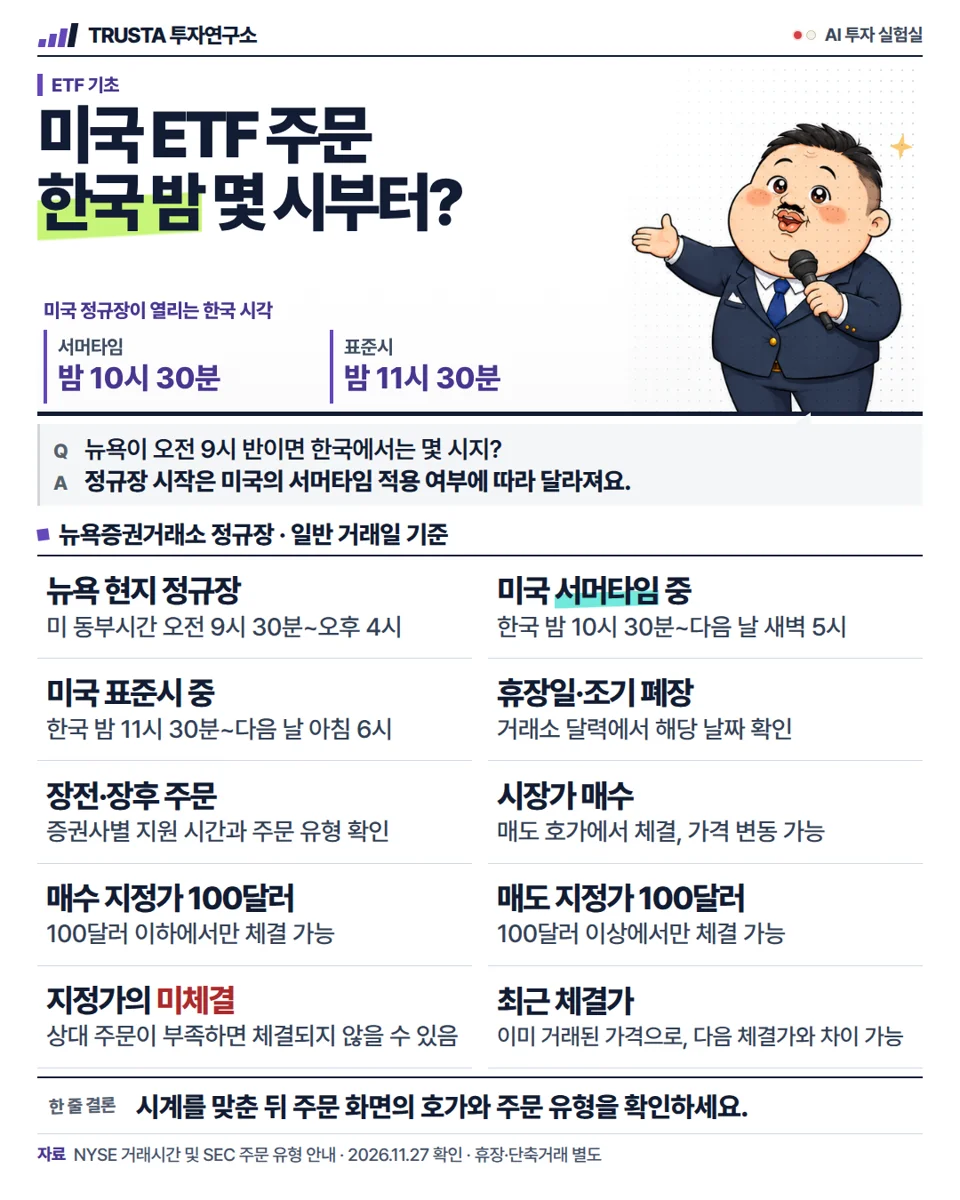 TRUSTA 투자연구소
AI 투자 실험실
ETF 기초
미국 ETF 주문
한국 밤 몇 시부터?
미국 정규장이 열리는 한국 시각
서머타임
밤 10시 30분
표준시
밤 11시 30분
Q 뉴욕이 오전 9시 반이면 한국에서는 몇 시지?
A 정규장 시작은 미국의 서머타임 적용 여부에 따라 달라져요.
뉴욕증권거래소 정규장 · 일반 거래일 기준
뉴욕 현지 정규장
미 동부시간 오전 9시 30분~오후 4시
미국 서머타임 중
한국 밤 10시 30분~다음 날 새벽 5시
미국 표준시 중
한국 밤 11시 30분~다음 날 아침 6시
휴장일·조기 폐장
거래소 달력에서 해당 날짜 확인
장전·장후 주문
증권사별 지원 시간과 주문 유형 확인
시장가 매수
매도 호가에서 체결, 가격 변동 가능
매수 지정가 100달러
100달러 이하에서만 체결 가능
매도 지정가 100달러
100달러 이상에서만 체결 가능
지정가의 미체결
상대 주문이 부족하면 체결되지 않을 수 있음
최근 체결가
이미 거래된 가격으로, 다음 체결가와 차이 가능
한 줄 결론 시계를 맞춘 뒤 주문 화면의 호가와 주문 유형을 확인하세요.
자료 NYSE 거래시간 및 SEC 주문 유형 안내 · 2026.11.27 확인 · 휴장·단축거래 별도